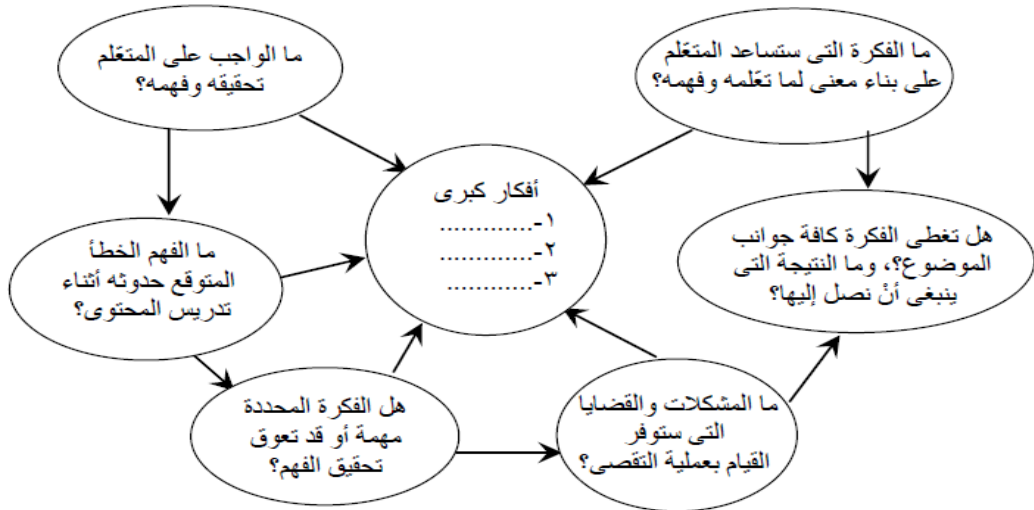 ما الفكرة التى ستساعد المتعّلم
على بناء معنى لما تعّلمه وفهمه؟
ما الواجب على المتعّلم
تحقيقه وفهمه؟
أفكار كبرى
١-.............
٢-.............
٣-............
هل تغطى الفكرة كافة جوانب
الموضوع؟، وما النتيجة التى
ينبغى أنْ نصل إليها؟
ما الفهم الخطأ
المتوقع حدوثه أثناء
تدريس المحتوى؟
ما المشكلات والقضايا
التى ستوفر
القيام بعملية التقصى؟
هل الفكرة المحددة
مهمة أو قد تعوق
تحقيق الفهم؟